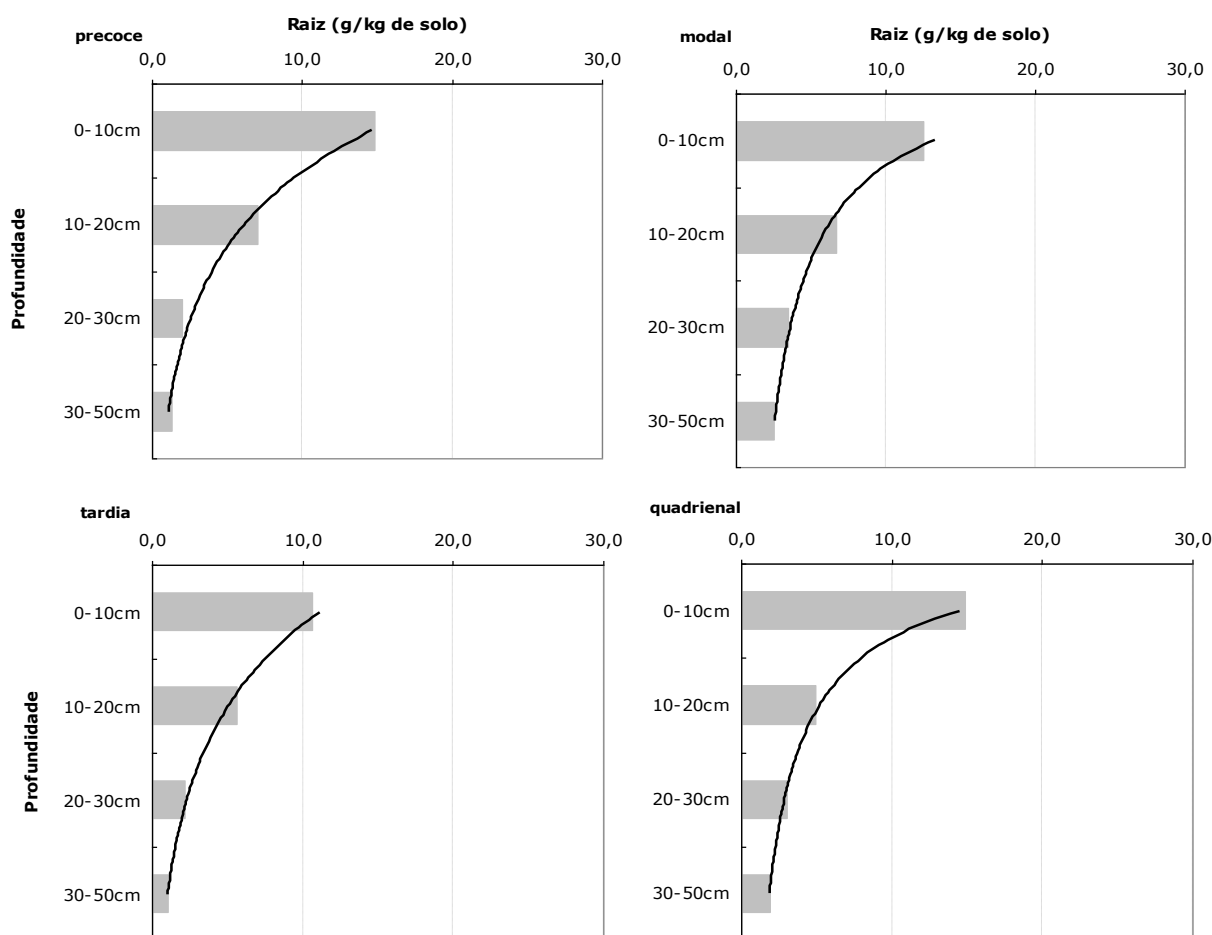 precoce
Raiz (g/kg de solo)
0,0 10,0 20,0 30,0
Profundidade
0-10cm
10-20cm
20-30cm
30-50cm
modal
Raiz (g/kg de solo)
0,0 10,0 20,0 30,0
0-10cm
10-20cm
20-30cm
30-50cm
tardia
0,0 10,0 20,0 30,0
Profundidade
0-10cm
10-20cm
20-30cm
30-50cm
quadrienal
0,0 10,0 20,0 30,0
0-10cm
10-20cm
20-30cm
30-50cm